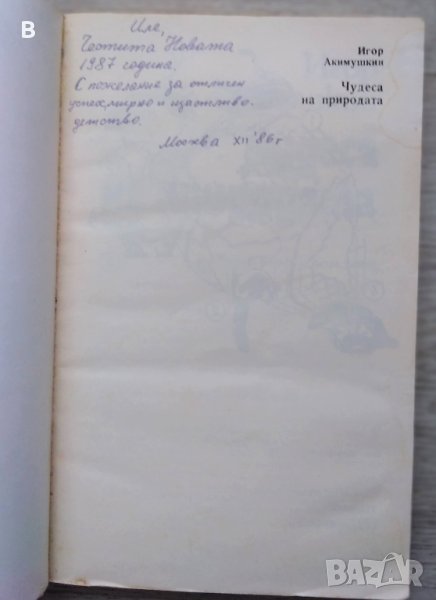 B
Иле,
Честита Новата
1987 година.
С пожелание за отличен
успех, мирно и щастливо
детство.
Москва XII '86 г
Игор
Акимушкин
Чудеса
на природата
BAZAR